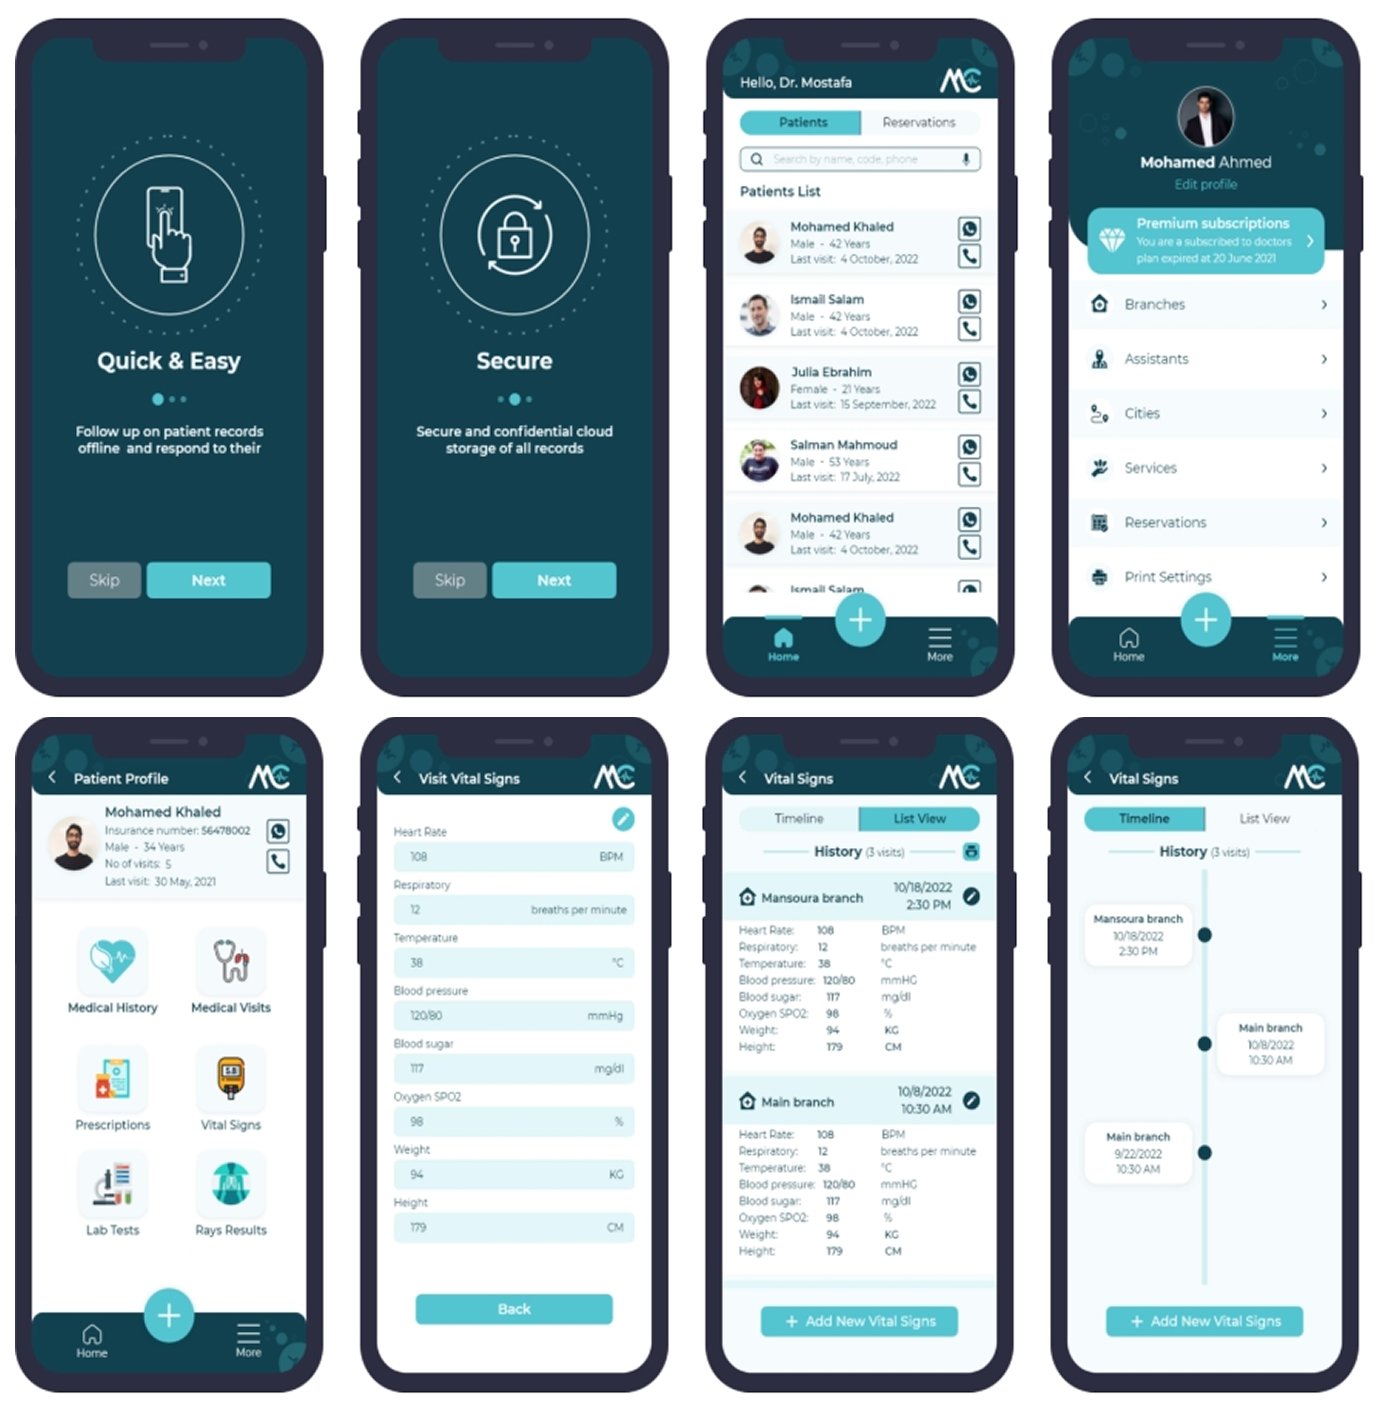 Quick & Easy
Follow up on patient records
offline and respond to their
Skip
Next
Secure
Secure and confidential cloud
storage of all records
Skip
Next
Hello, Dr. Mostafa
MC
Patients
Reservations
Search by name, code, phone
Patients List
Mohamed Khaled
Male - 42 Years
Last visit: 4 October, 2022
Ismail Salam
Male - 42 Years
Last visit: 4 October, 2022
Julia Ebrahim
Female - 21 Years
Last visit: 15 September, 2022
Salman Mahmoud
Male - 53 Years
Last visit: 17 July, 2022
Mohamed Khaled
Male - 42 Years
Last visit: 4 October, 2022
Ismail Salam
Home
More
Mohamed Ahmed
Edit profile
Premium subscriptions
You are a subscribed to doctors
plan expired at 20 June 2021
Branches
Assistants
Cities
Services
Reservations
Print Settings
Home
More
Patient Profile
MC
Mohamed Khaled
Insurance number: 56478002
Male - 34 Years
No of visits: 5
Last visit: 30 May, 2021
Medical History
Medical Visits
Prescriptions
5.8
Vital Signs
Lab Tests
Rays Results
Home
More
Visit Vital Signs
MC
Heart Rate
108 BPM
Respiratory
12 breaths per minute
Temperature
38 °C
Blood pressure
120/80 mmHg
Blood sugar
117 mg/dl
Oxygen SPO2
98 %
Weight
94 KG
Height
179 CM
Back
Vital Signs
MC
Timeline
List View
History (3 visits)
Mansoura branch
10/18/2022
2:30 PM
Heart Rate: 108 BPM
Respiratory: 12 breaths per minute
Temperature: 38 °C
Blood pressure: 120/80 mmHG
Blood sugar: 117 mg/dl
Oxygen SPO2: 98 %
Weight: 94 KG
Height: 179 CM
Main branch
10/8/2022
10:30 AM
Heart Rate: 108 BPM
Respiratory: 12 breaths per minute
Temperature: 38 °C
Blood pressure: 120/80 mmHG
Blood sugar: 117 mg/dl
Oxygen SPO2: 98 %
Weight: 94 KG
Height: 179 CM
+ Add New Vital Signs
Vital Signs
MC
Timeline
List View
History (3 visits)
Mansoura branch
10/18/2022
2:30 PM
Main branch
10/8/2022
10:30 AM
Main branch
9/22/2022
10:30 AM
+ Add New Vital Signs